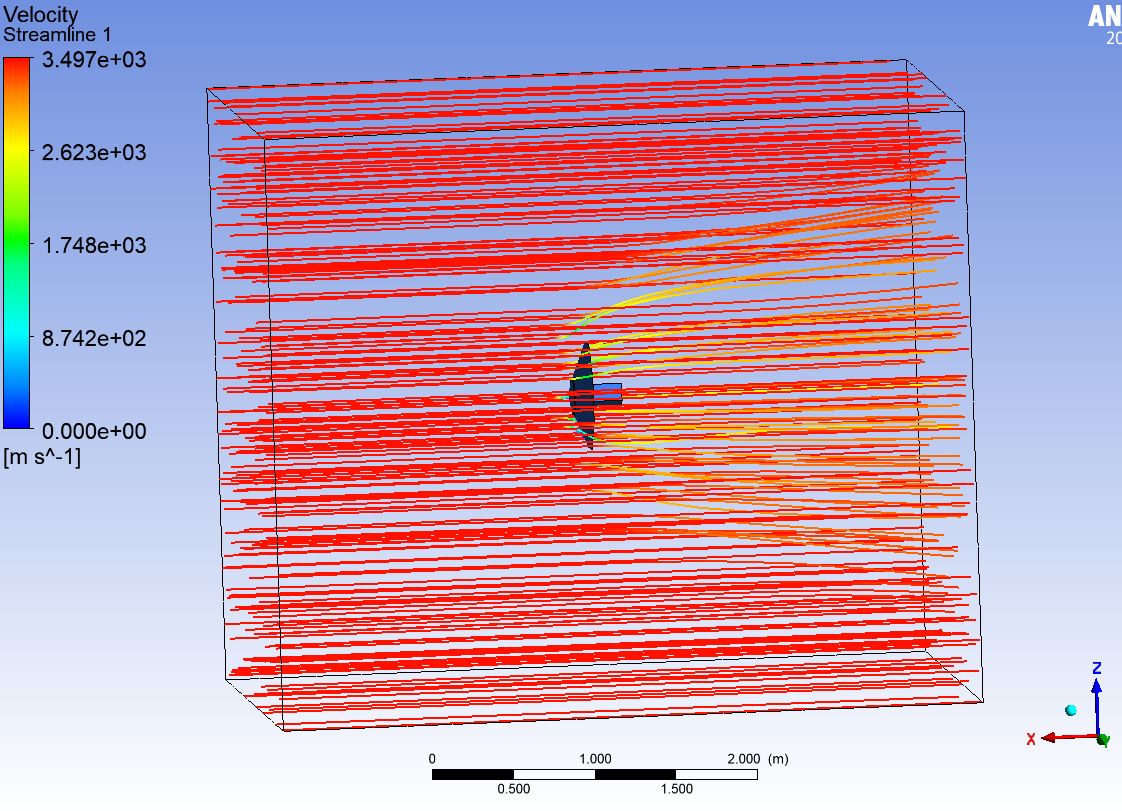 Velocity
Streamline 1
3.497e+03
2.623e+03
1.748e+03
8.742e+02
0.000e+00
[m s^-1]
AN
20
Z
X
Y
0 1.000 2.000 (m)
0.500 1.500